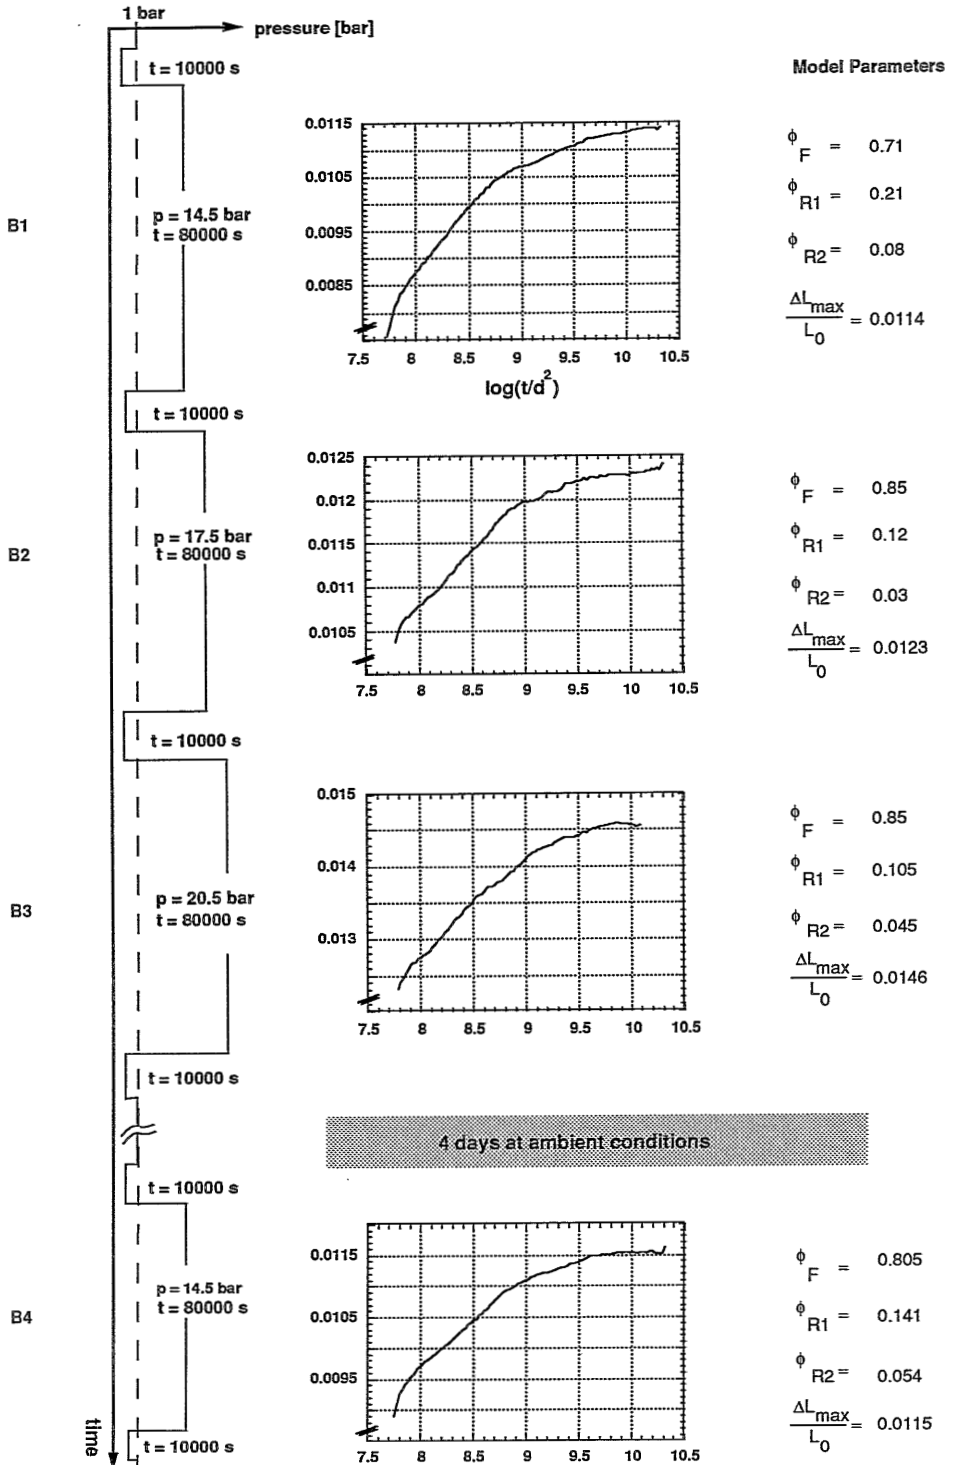 1 bar
pressure [bar]
t = 10000 s
Model Parameters
B1
p = 14.5 bar
t = 80000 s
0.0115
0.0105
0.0095
0.0085
7.5 8 8.5 9 9.5 10 10.5
log(t/d²)
ϕF = 0.71
ϕR1 = 0.21
ϕR2 = 0.08
ΔLmax
L0
= 0.0114
t = 10000 s
B2
p = 17.5 bar
t = 80000 s
0.0125
0.012
0.0115
0.011
0.0105
7.5 8 8.5 9 9.5 10 10.5
ϕF = 0.85
ϕR1 = 0.12
ϕR2 = 0.03
ΔLmax
L0
= 0.0123
t = 10000 s
B3
p = 20.5 bar
t = 80000 s
0.015
0.014
0.013
7.5 8 8.5 9 9.5 10 10.5
ϕF = 0.85
ϕR1 = 0.105
ϕR2 = 0.045
ΔLmax
L0
= 0.0146
t = 10000 s
4 days at ambient conditions
t = 10000 s
B4
p = 14.5 bar
t = 80000 s
0.0115
0.0105
0.0095
7.5 8 8.5 9 9.5 10 10.5
ϕF = 0.805
ϕR1 = 0.141
ϕR2 = 0.054
ΔLmax
L0
= 0.0115
time
t = 10000 s